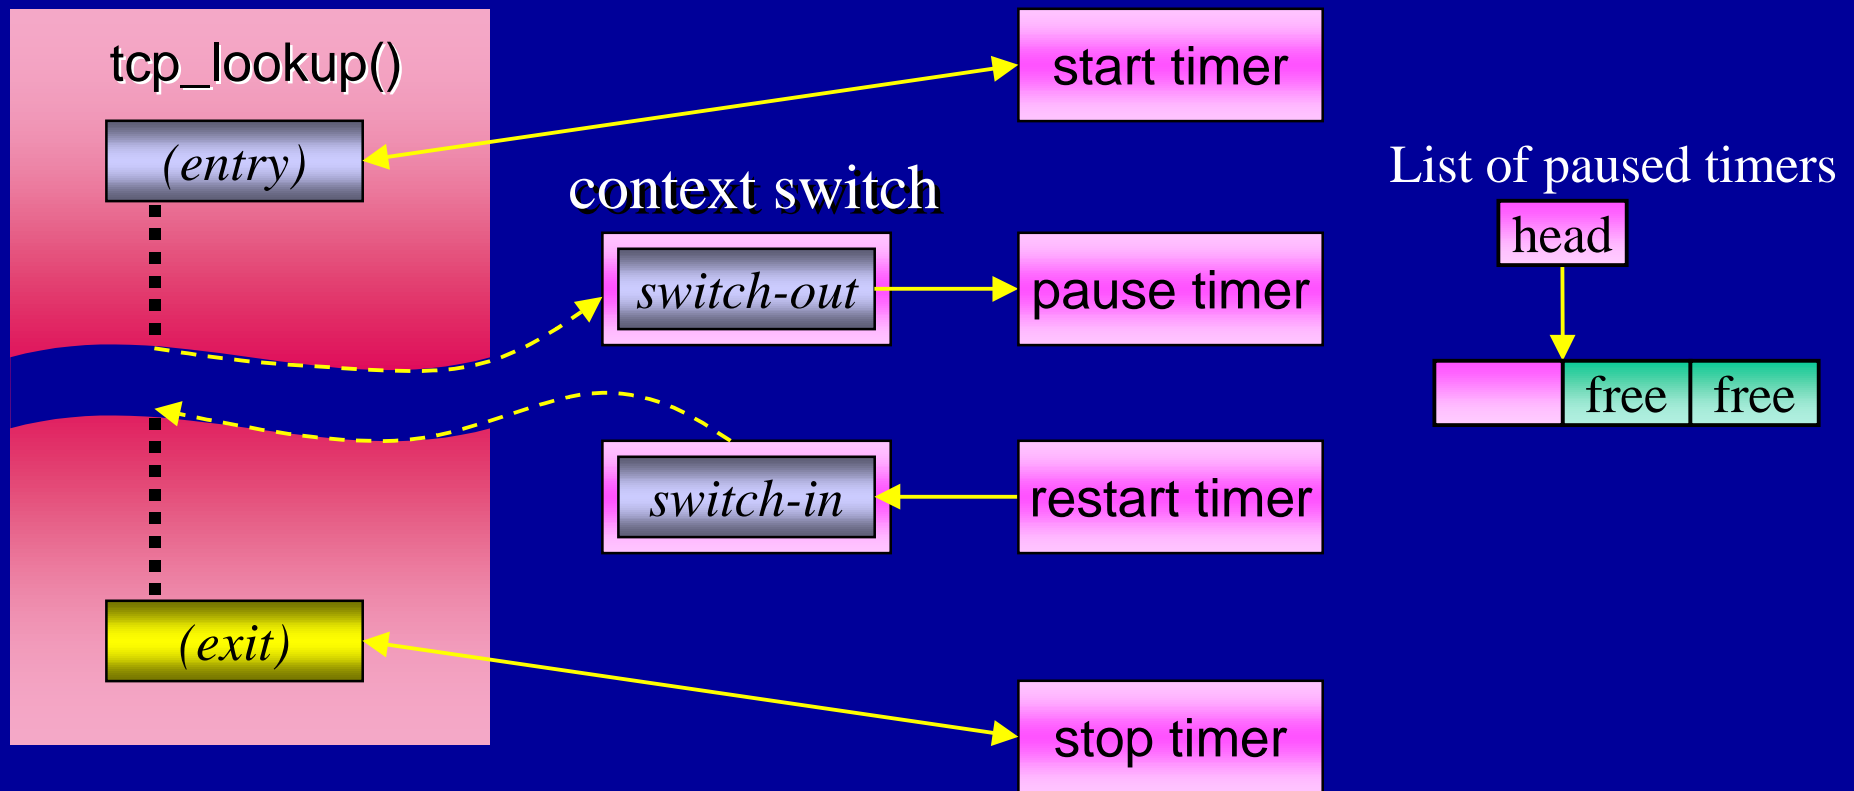 tcp_lookup()
start timer
(entry)
context switch
List of paused timers
head
switch-out
pause timer
free
free
switch-in
restart timer
(exit)
stop timer